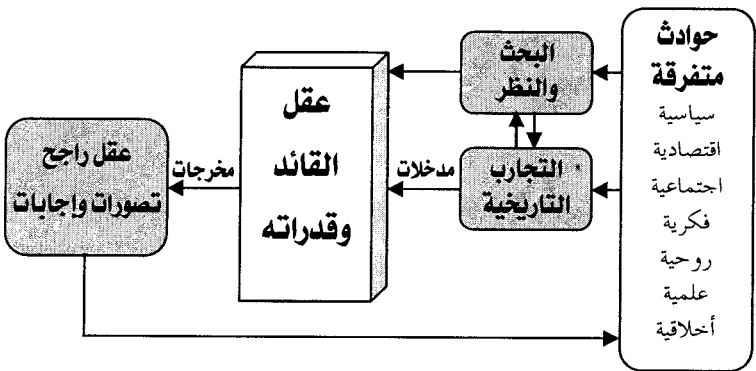 حوادث
متفرقة
سياسية
اقتصادية
اجتماعية
فكرية
روحية
علمية
أخلاقية
البحث
والنظر
التجارب
التاريخية
مدخلات
عقل
القائد
وقدراته
مخرجات
عقل راجح
تصورات وإجابات